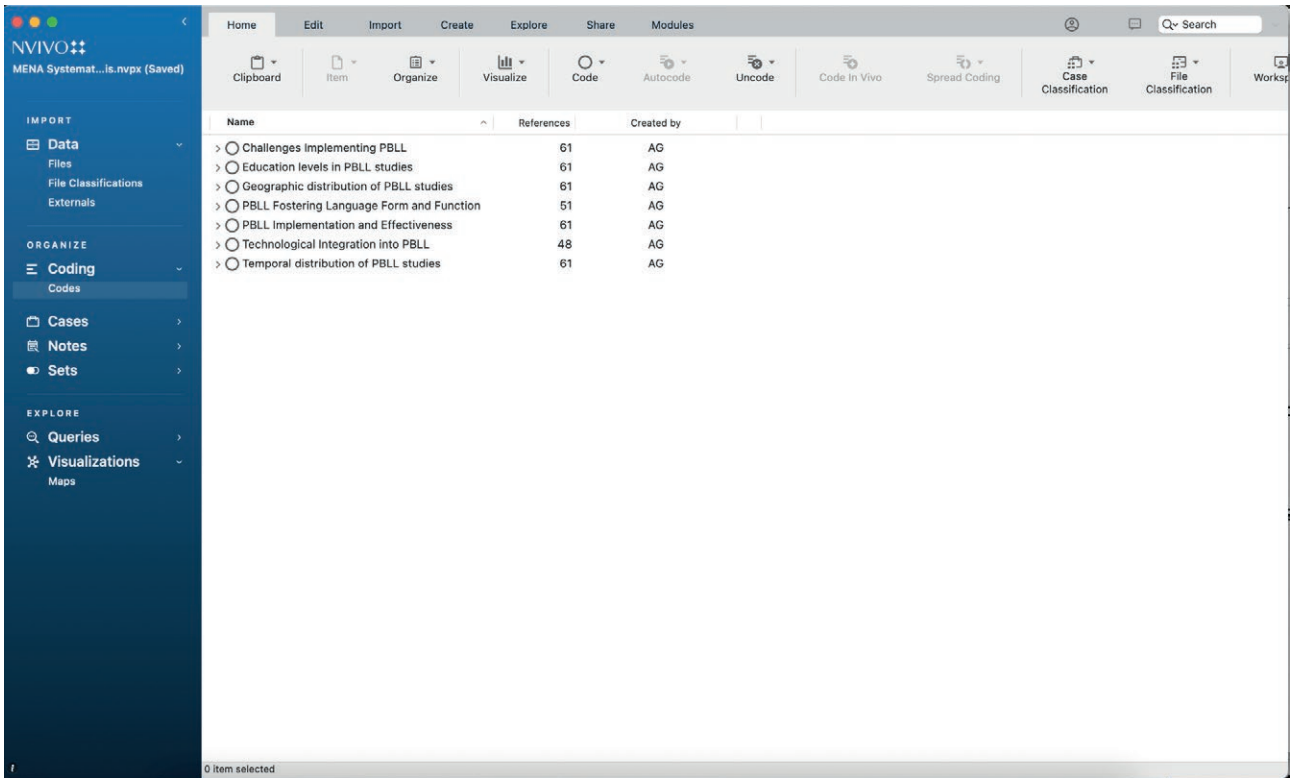 Home Edit Import Create Explore Share Modules Search
NVIVO
MENA Systemat...is.nvpx (Saved)
Clipboard Item Organize Visualize Code Autocode Uncode Code In Vivo Spread Coding Case Classification File Classification
IMPORT
Data
Files
File Classifications
Externals
ORGANIZE
Coding
Codes
Cases
Notes
Sets
EXPLORE
Queries
Visualizations
Maps
Name References Created by
Challenges Implementing PBLL 61 AG
Education levels in PBLL studies 61 AG
Geographic distribution of PBLL studies 61 AG
PBLL Fostering Language Form and Function 51 AG
PBLL Implementation and Effectiveness 61 AG
Technological Integration into PBLL 48 AG
Temporal distribution of PBLL studies 61 AG
0 item selected